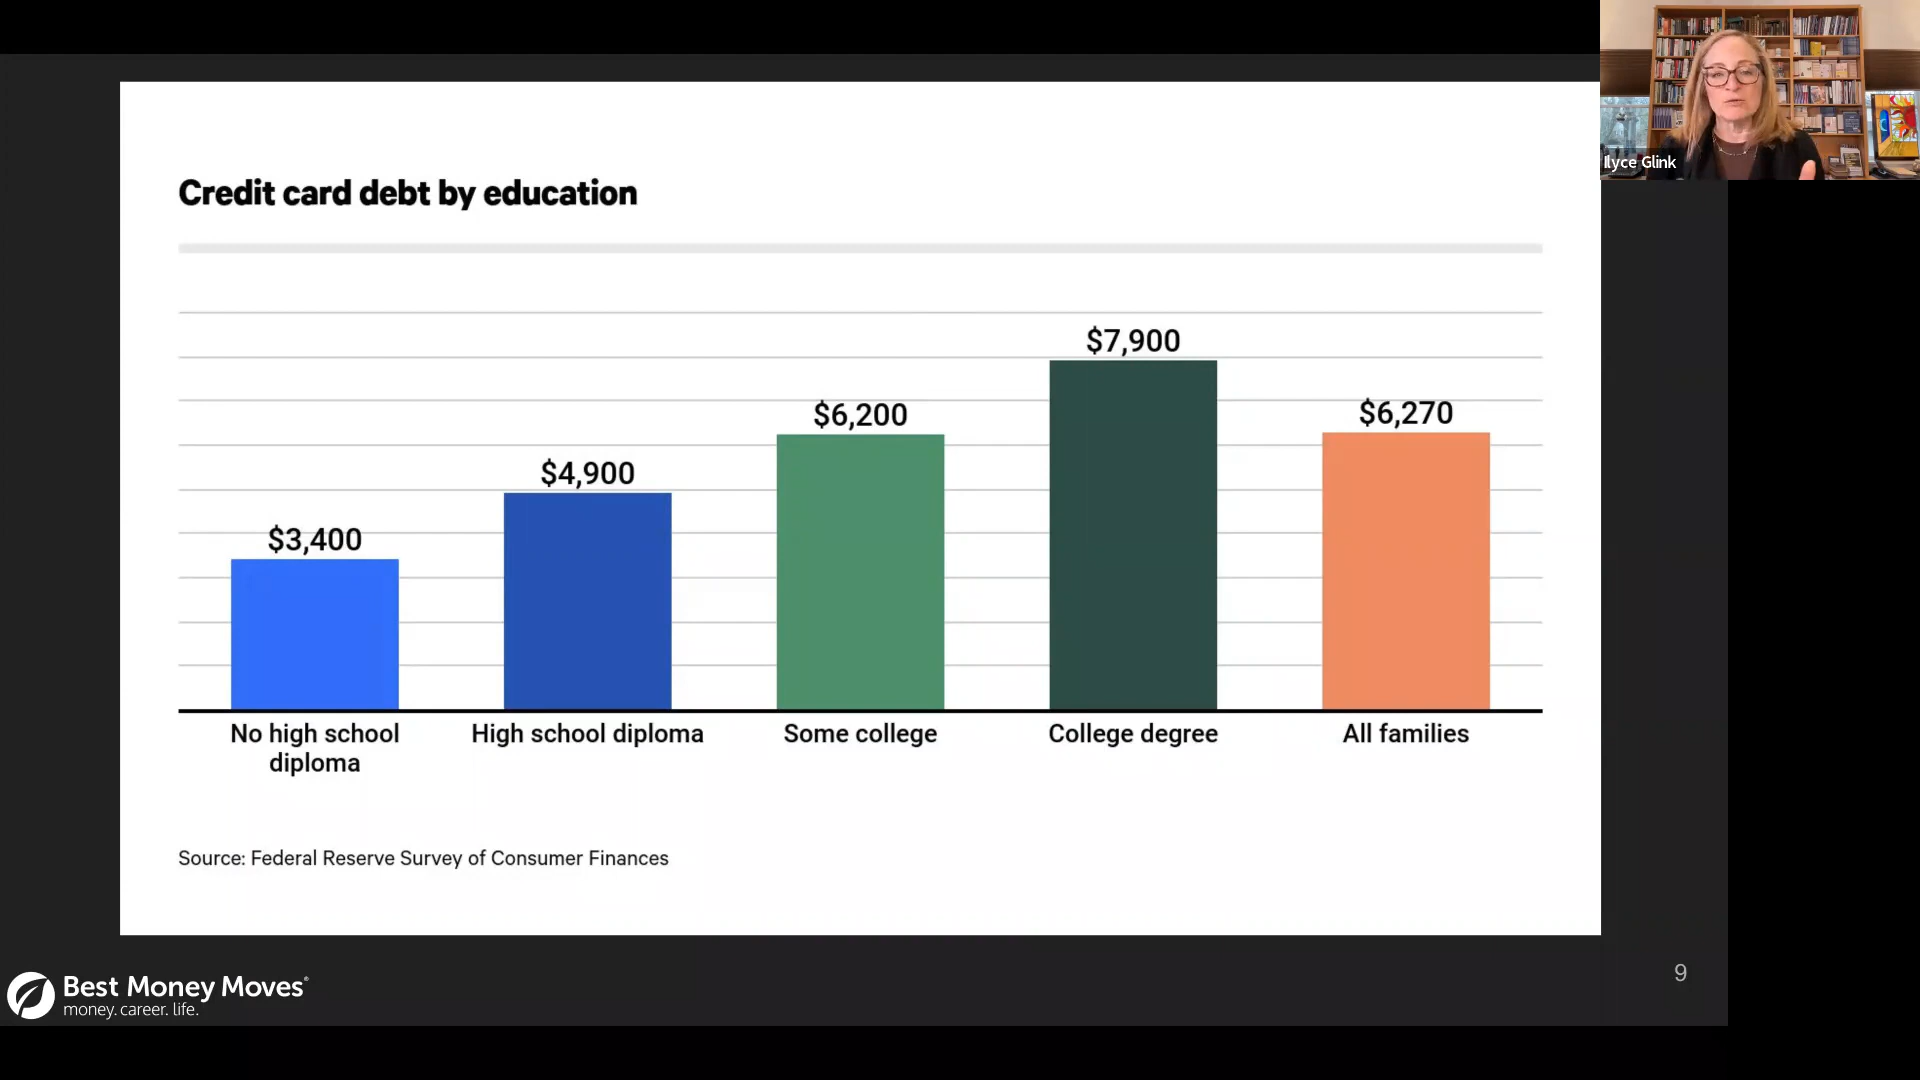 Ilyce Glink
Credit card debt by education
$3,400
$4,900
$6,200
$7,900
$6,270
No high school
diploma
High school diploma
Some college
College degree
All families
Source: Federal Reserve Survey of Consumer Finances
Best Money Moves®
money. career. life.
9